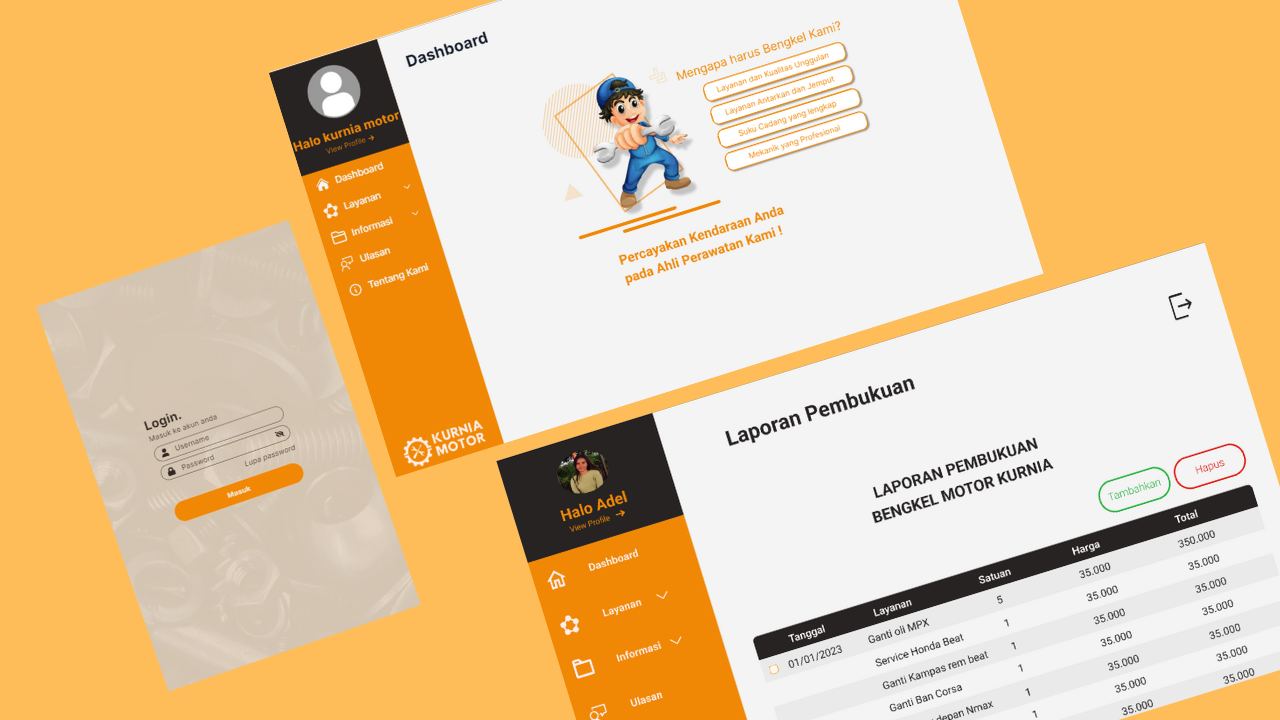 Dashboard
Halo kurnia motor
View Profile →
Dashboard
Layanan
Informasi
Ulasan
Tentang Kami
KURNIA
MOTOR
Mengapa harus Bengkel Kami?
Layanan dan Kualitas Unggulan
Layanan Antarkan dan Jemput
Suku Cadang yang lengkap
Mekanik yang Profesional
Percayakan Kendaraan Anda
pada Ahli Perawatan Kami !
Login.
Masuk ke akun anda
Username
Password
Lupa password
Masuk
Halo Adel
View Profile →
Dashboard
Layanan
Informasi
Ulasan
Laporan Pembukuan
LAPORAN PEMBUKUAN
BENGKEL MOTOR KURNIA
Tambahkan
Hapus
Tanggal Layanan Satuan Harga Total
01/01/2023 Ganti oli MPX 5 35.000 350.000
Service Honda Beat 1 35.000 35.000
Ganti Kampas rem beat 1 35.000 35.000
Ganti Ban Corsa 1 35.000 35.000
depan Nmax 1 35.000 35.000
1 35.000 35.000
35.000